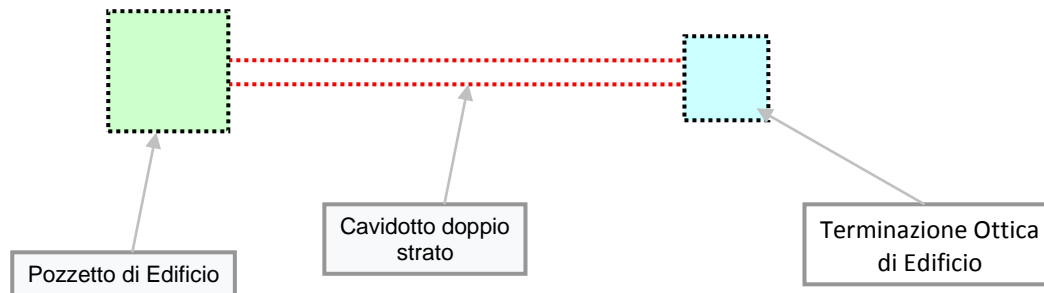 Pozzetto di Edificio
Cavidotto doppio
strato
Terminazione Ottica
di Edificio